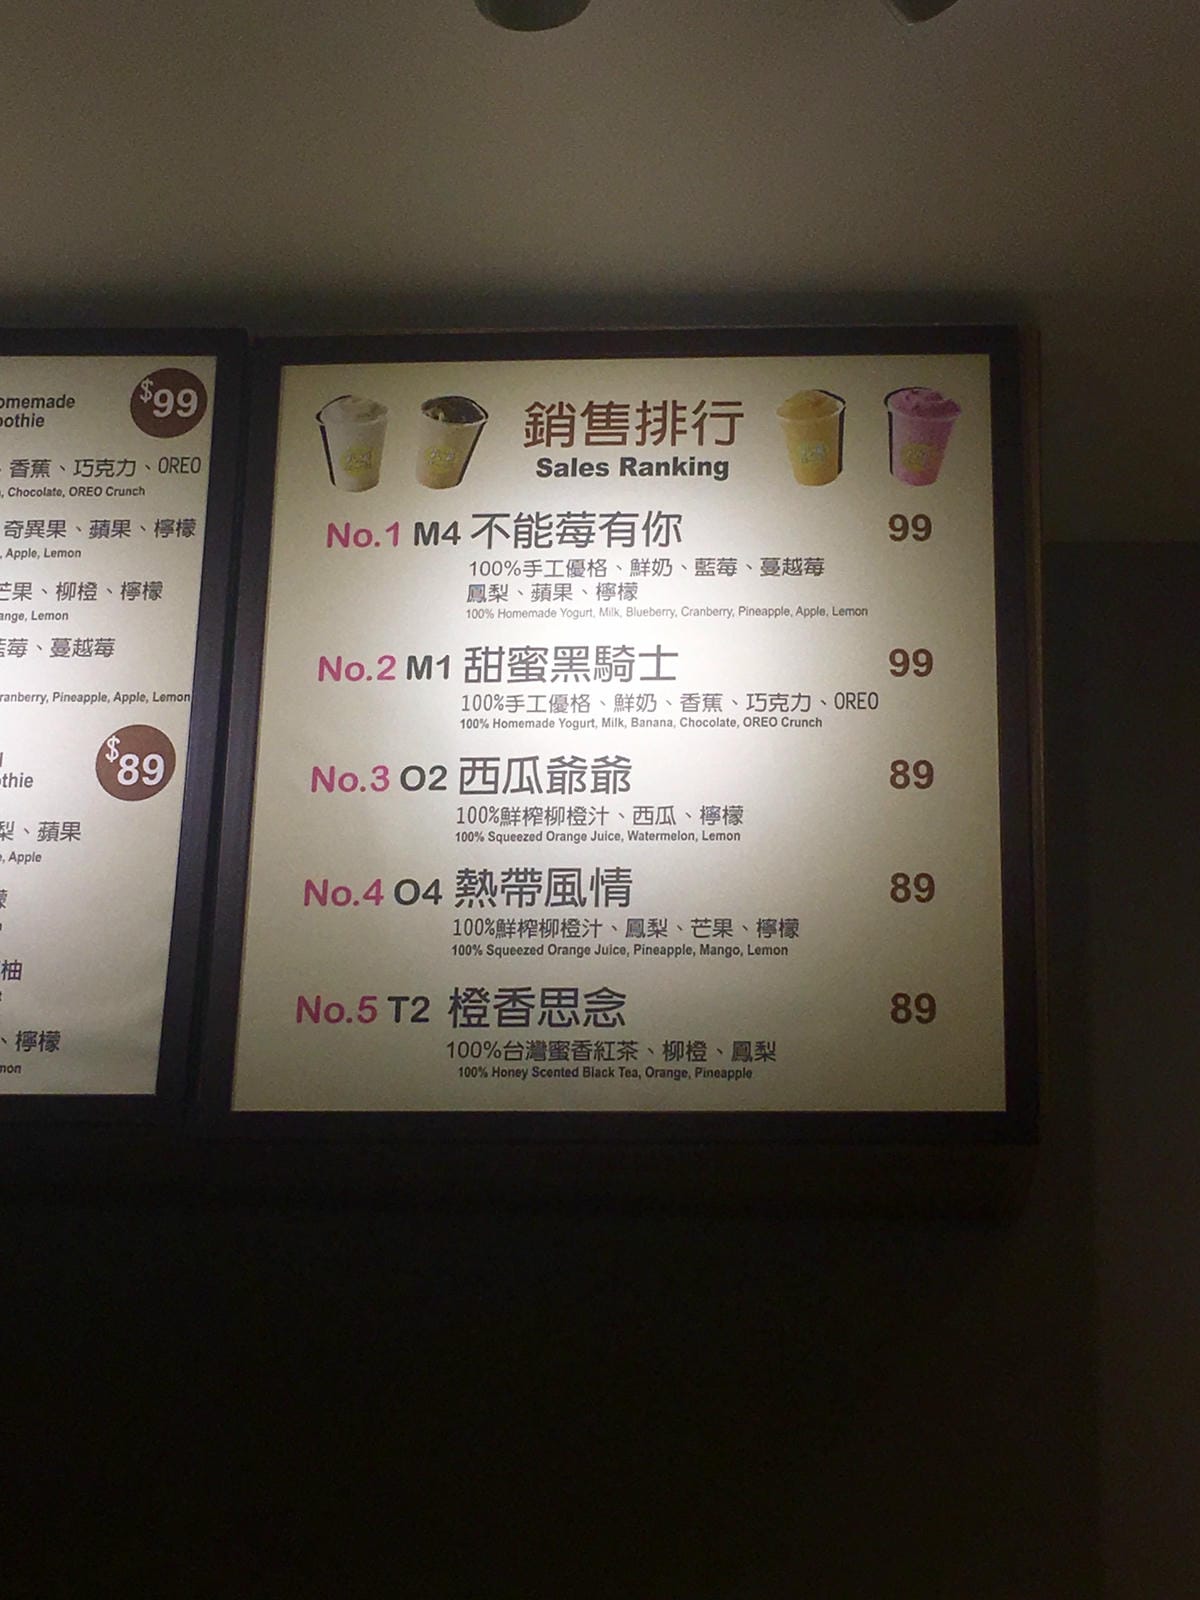 omemade
oothie
$99
、香蕉、巧克力、OREO
, Chocolate, OREO Crunch
奇異果、蘋果、檸檬
, Apple, Lemon
芒果、柳橙、檸檬
ange, Lemon
藍莓、蔓越莓
ranberry, Pineapple, Apple, Lemon
$89
thie
梨、蘋果
, Apple
柚
、檸檬
mon
銷售排行
Sales Ranking
No.1 M4 不能莓有你 99
100%手工優格、鮮奶、藍莓、蔓越莓
鳳梨、蘋果、檸檬
100% Homemade Yogurt, Milk, Blueberry, Cranberry, Pineapple, Apple, Lemon
No.2 M1 甜蜜黑騎士 99
100%手工優格、鮮奶、香蕉、巧克力、OREO
100% Homemade Yogurt, Milk, Banana, Chocolate, OREO Crunch
No.3 O2 西瓜爺爺 89
100%鮮榨柳橙汁、西瓜、檸檬
100% Squeezed Orange Juice, Watermelon, Lemon
No.4 O4 熱帶風情 89
100%鮮榨柳橙汁、鳳梨、芒果、檸檬
100% Squeezed Orange Juice, Pineapple, Mango, Lemon
No.5 T2 橙香思念 89
100%台灣蜜香紅茶、柳橙、鳳梨
100% Honey Scented Black Tea, Orange, Pineapple